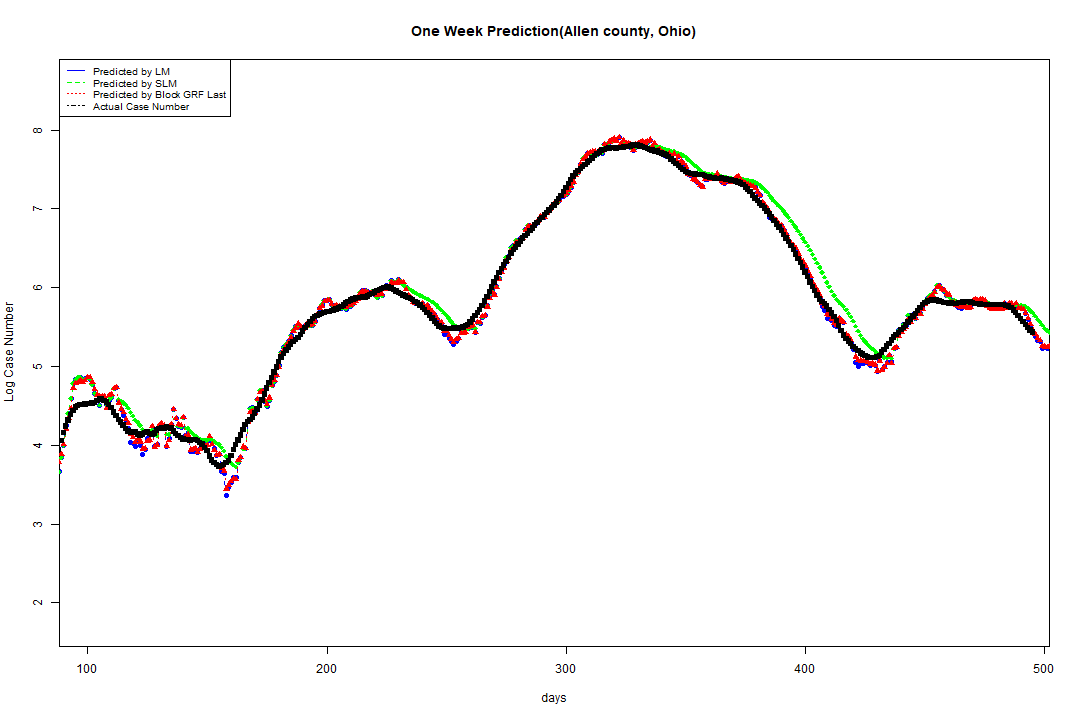 One Week Prediction(Allen county, Ohio)
Predicted by LM
Predicted by SLM
Predicted by Block GRF Last
Actual Case Number
8
7
6
5
4
3
2
Log Case Number
100 200 300 400 500
days